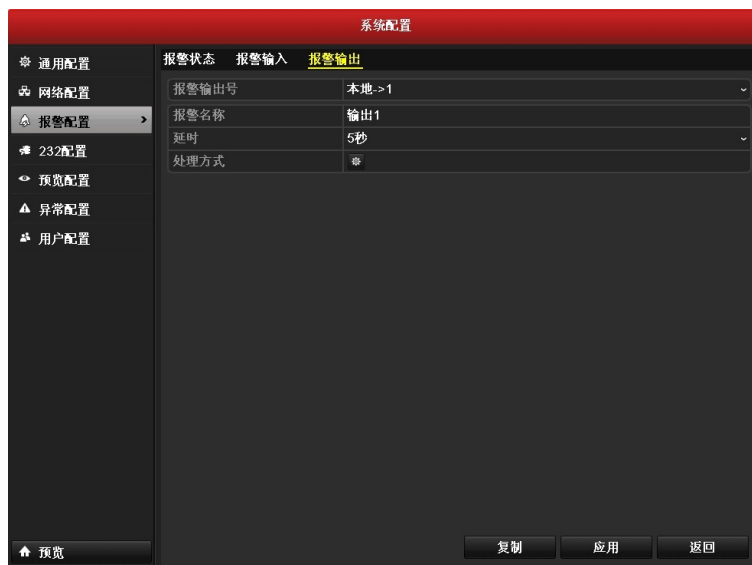 系统配置
通用配置
网络配置
报警配置
232配置
预览配置
异常配置
用户配置
预览
报警状态 报警输入 报警输出
报警输出号 本地->1
报警名称 输出1
延时 5秒
处理方式
复制 应用 返回